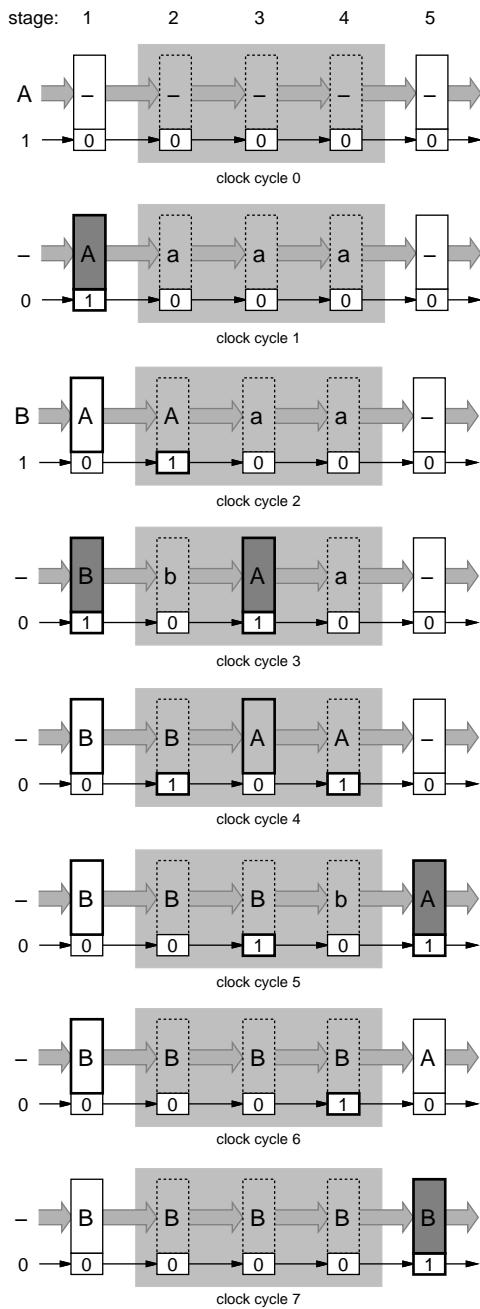 stage: 1 2 3 4 5
A – – – – –
1 0 0 0 0 0
clock cycle 0
– A a a a –
0 1 0 0 0 0
clock cycle 1
B A A a a –
1 0 1 0 0 0
clock cycle 2
– B b A a –
0 1 0 1 0 0
clock cycle 3
– B B A A –
0 0 1 0 1 0
clock cycle 4
– B B B b A
0 0 0 1 0 1
clock cycle 5
– B B B B A
0 0 0 0 1 0
clock cycle 6
– B B B B B
0 0 0 0 0 1
clock cycle 7